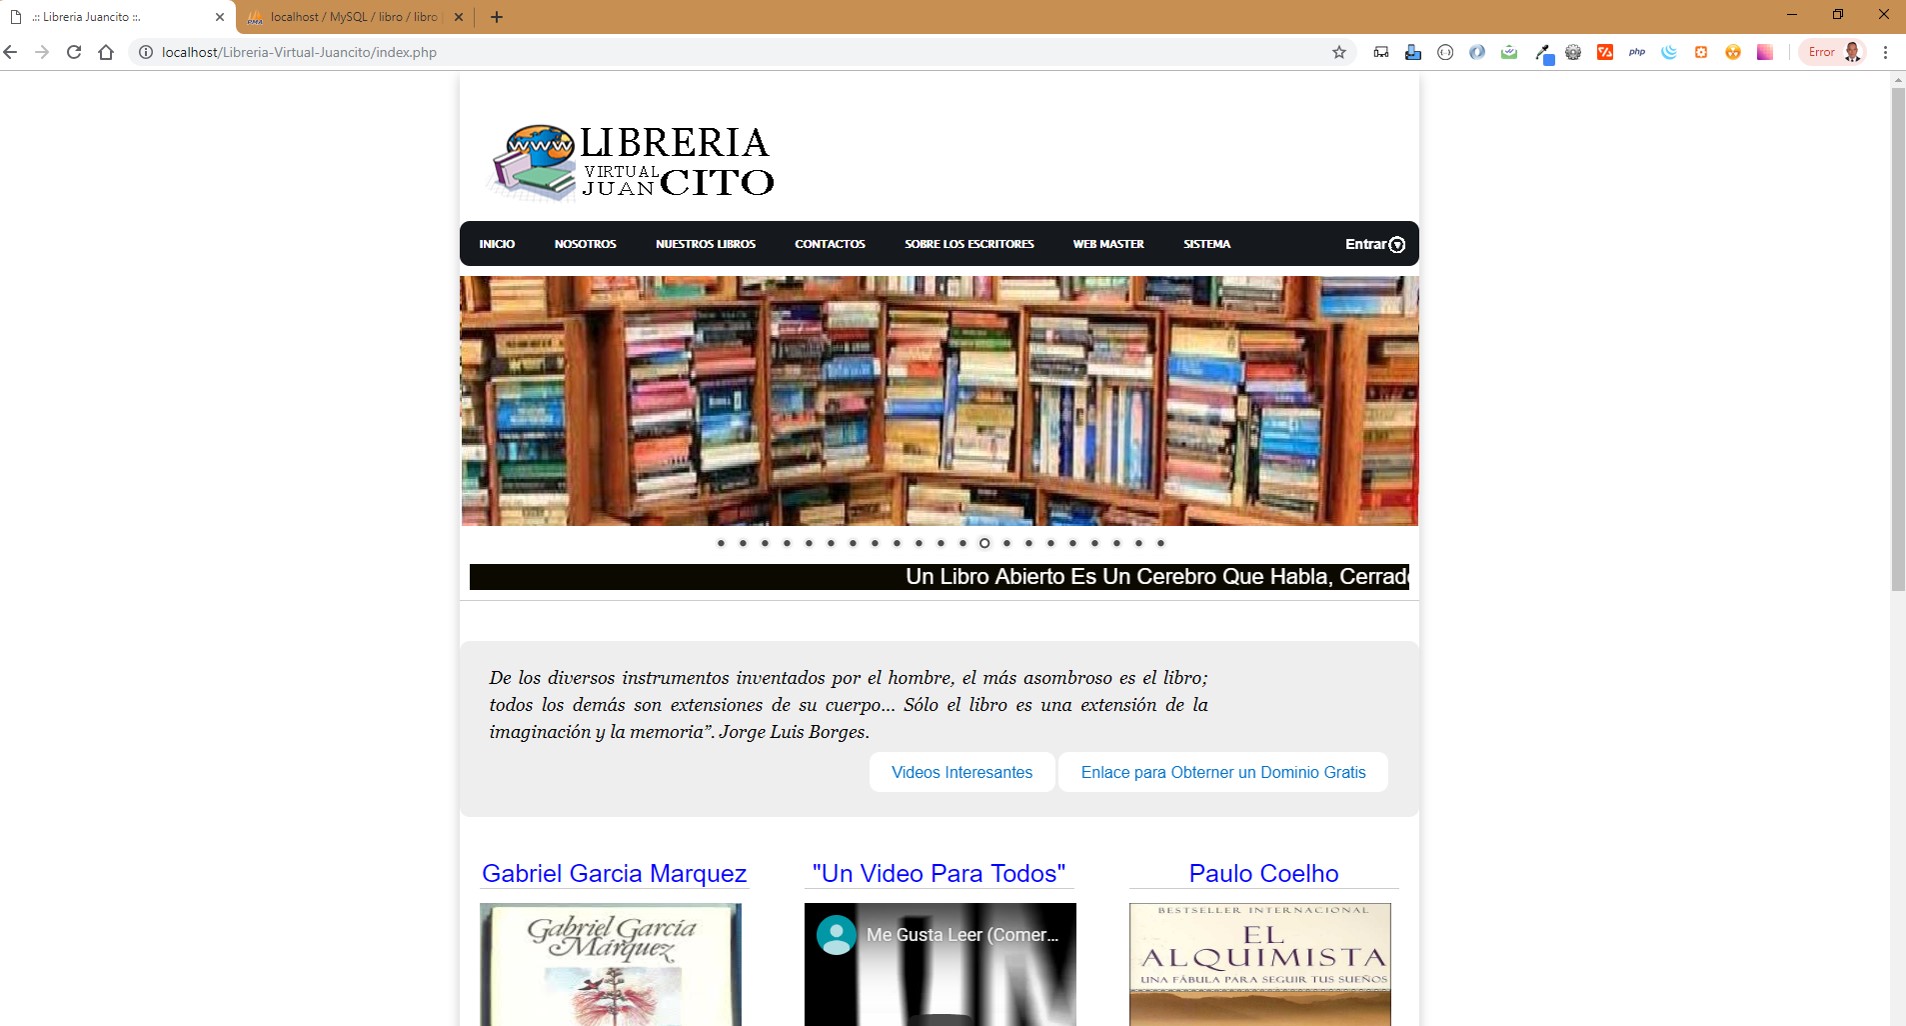 .:: Libreria Juancito ::.
localhost / MySQL / libro / libro
localhost/Libreria-Virtual-Juancito/index.php
php
Error
www
LIBRERIA
VIRTUAL
JUANCITO
INICIO
NOSOTROS
NUESTROS LIBROS
CONTACTOS
SOBRE LOS ESCRITORES
WEB MASTER
SISTEMA
Entrar
Un Libro Abierto Es Un Cerebro Que Habla, Cerrado
De los diversos instrumentos inventados por el hombre, el más asombroso es el libro;
todos los demás son extensiones de su cuerpo... Sólo el libro es una extensión de la
imaginación y la memoria”. Jorge Luis Borges.
Videos Interesantes
Enlace para Obterner un Dominio Gratis
Gabriel Garcia Marquez
"Un Video Para Todos"
Paulo Coelho
Gabriel García
Márquez
Me Gusta Leer (Comer...
BESTSELLER INTERNACIONAL
EL
ALQUIMISTA
UNA FÁBULA PARA SEGUIR TUS SUEÑOS